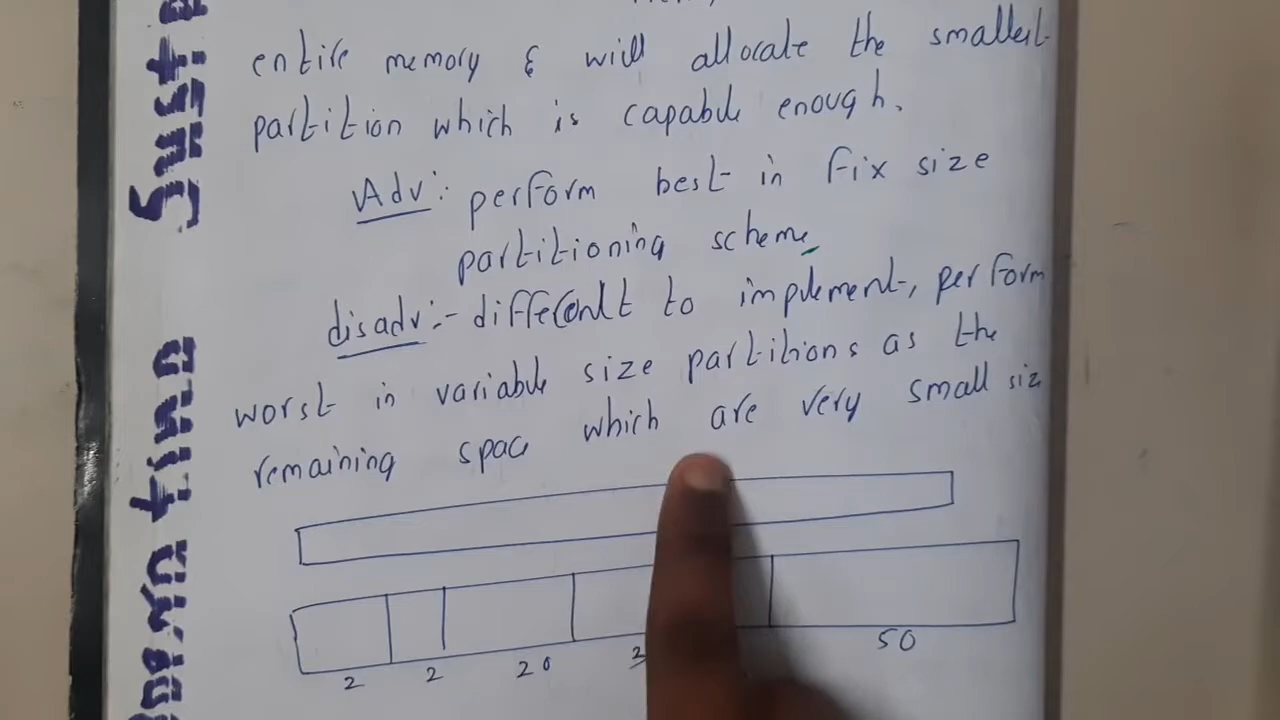 entire memory & will allocate the smallest
partition which is capable enough.
Adv: perform best in fix size
partitioning scheme
disadv:- different to implement, perform
worst in variable size partitions as the
remaining space which are very small siz
2 2 20 50